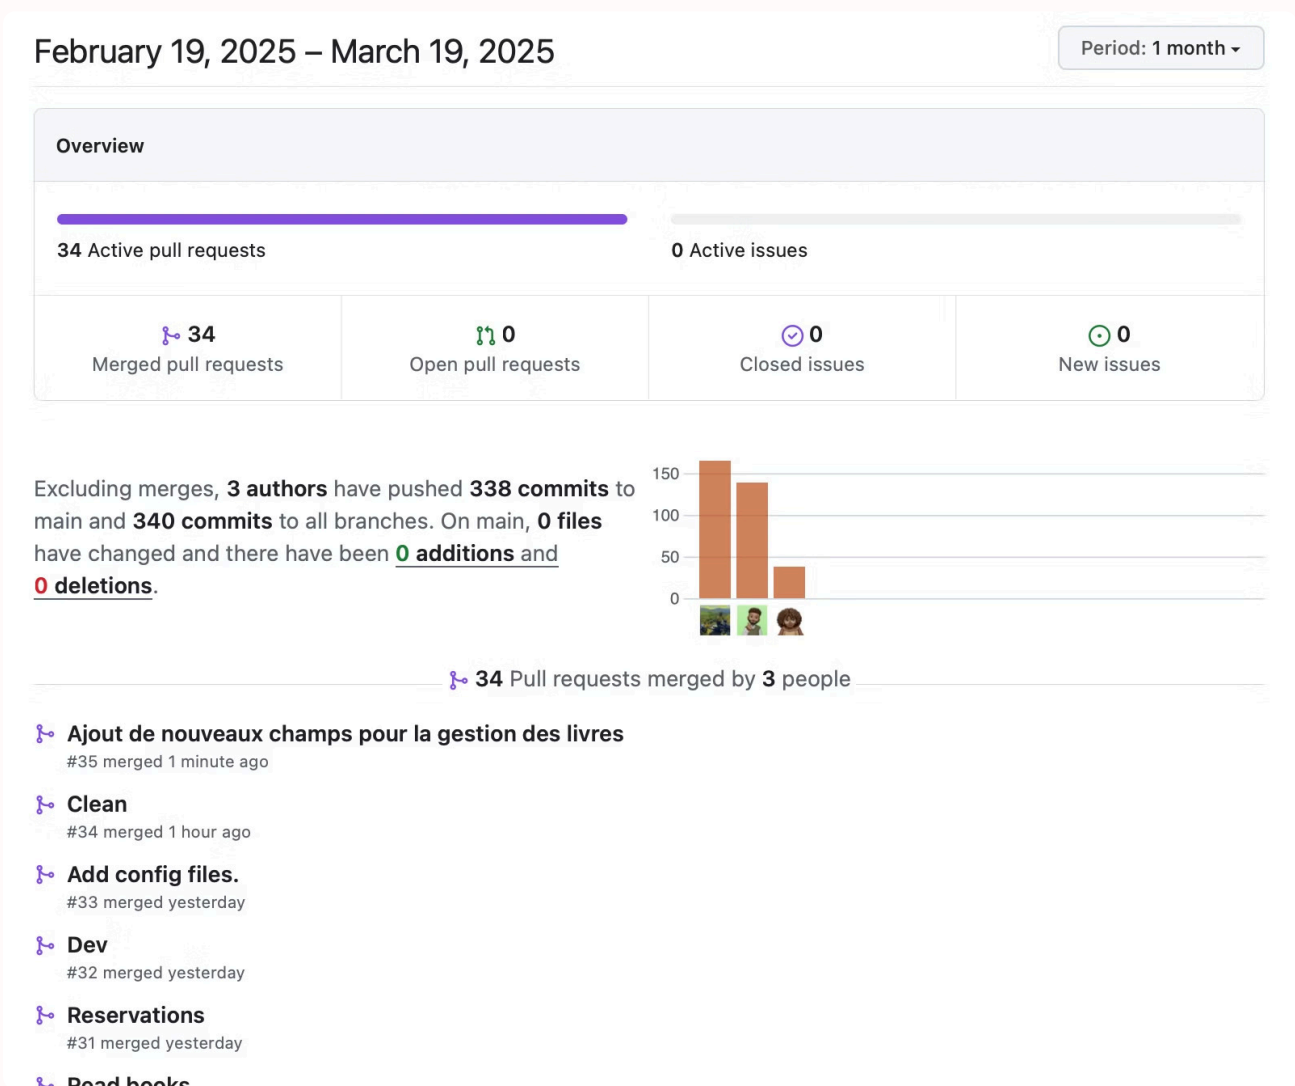 February 19, 2025 – March 19, 2025
Period: 1 month
Overview
34 Active pull requests
0 Active issues
34
Merged pull requests
0
Open pull requests
0
Closed issues
0
New issues
Excluding merges, 3 authors have pushed 338 commits to
main and 340 commits to all branches. On main, 0 files
have changed and there have been 0 additions and
0 deletions.
150
100
50
0
34 Pull requests merged by 3 people
Ajout de nouveaux champs pour la gestion des livres
#35 merged 1 minute ago
Clean
#34 merged 1 hour ago
Add config files.
#33 merged yesterday
Dev
#32 merged yesterday
Reservations
#31 merged yesterday
Read books